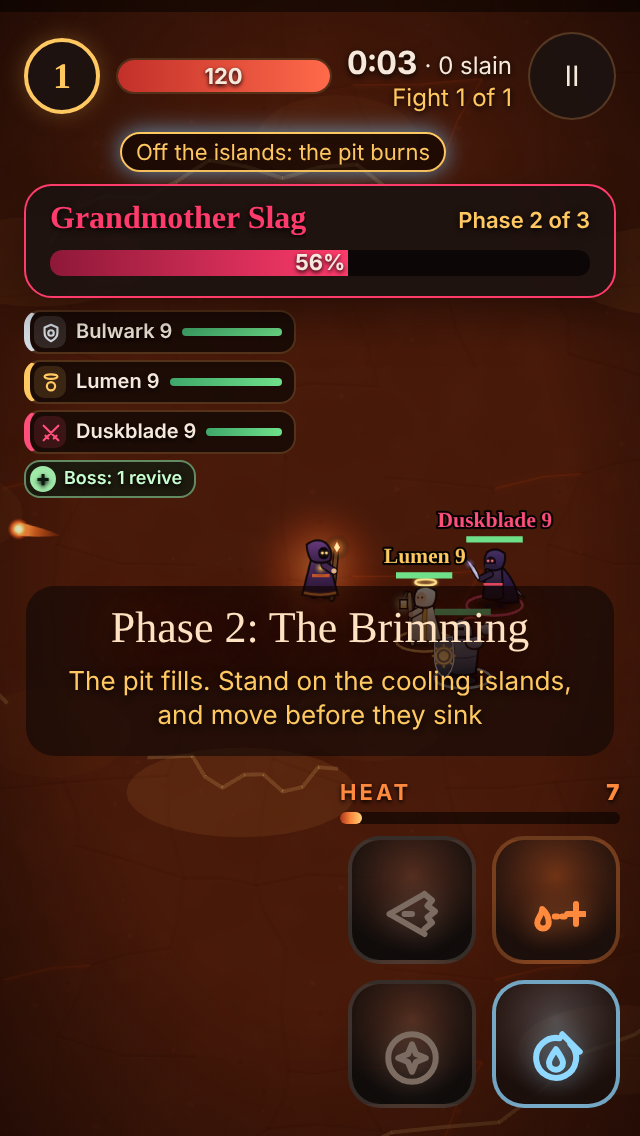 1
120
0:03 · 0 slain
Fight 1 of 1
Off the islands: the pit burns
Grandmother Slag
Phase 2 of 3
56%
Bulwark 9
Lumen 9
Duskblade 9
Boss: 1 revive
Duskblade 9
Lumen 9
Phase 2: The Brimming
The pit fills. Stand on the cooling islands,
and move before they sink
HEAT
7